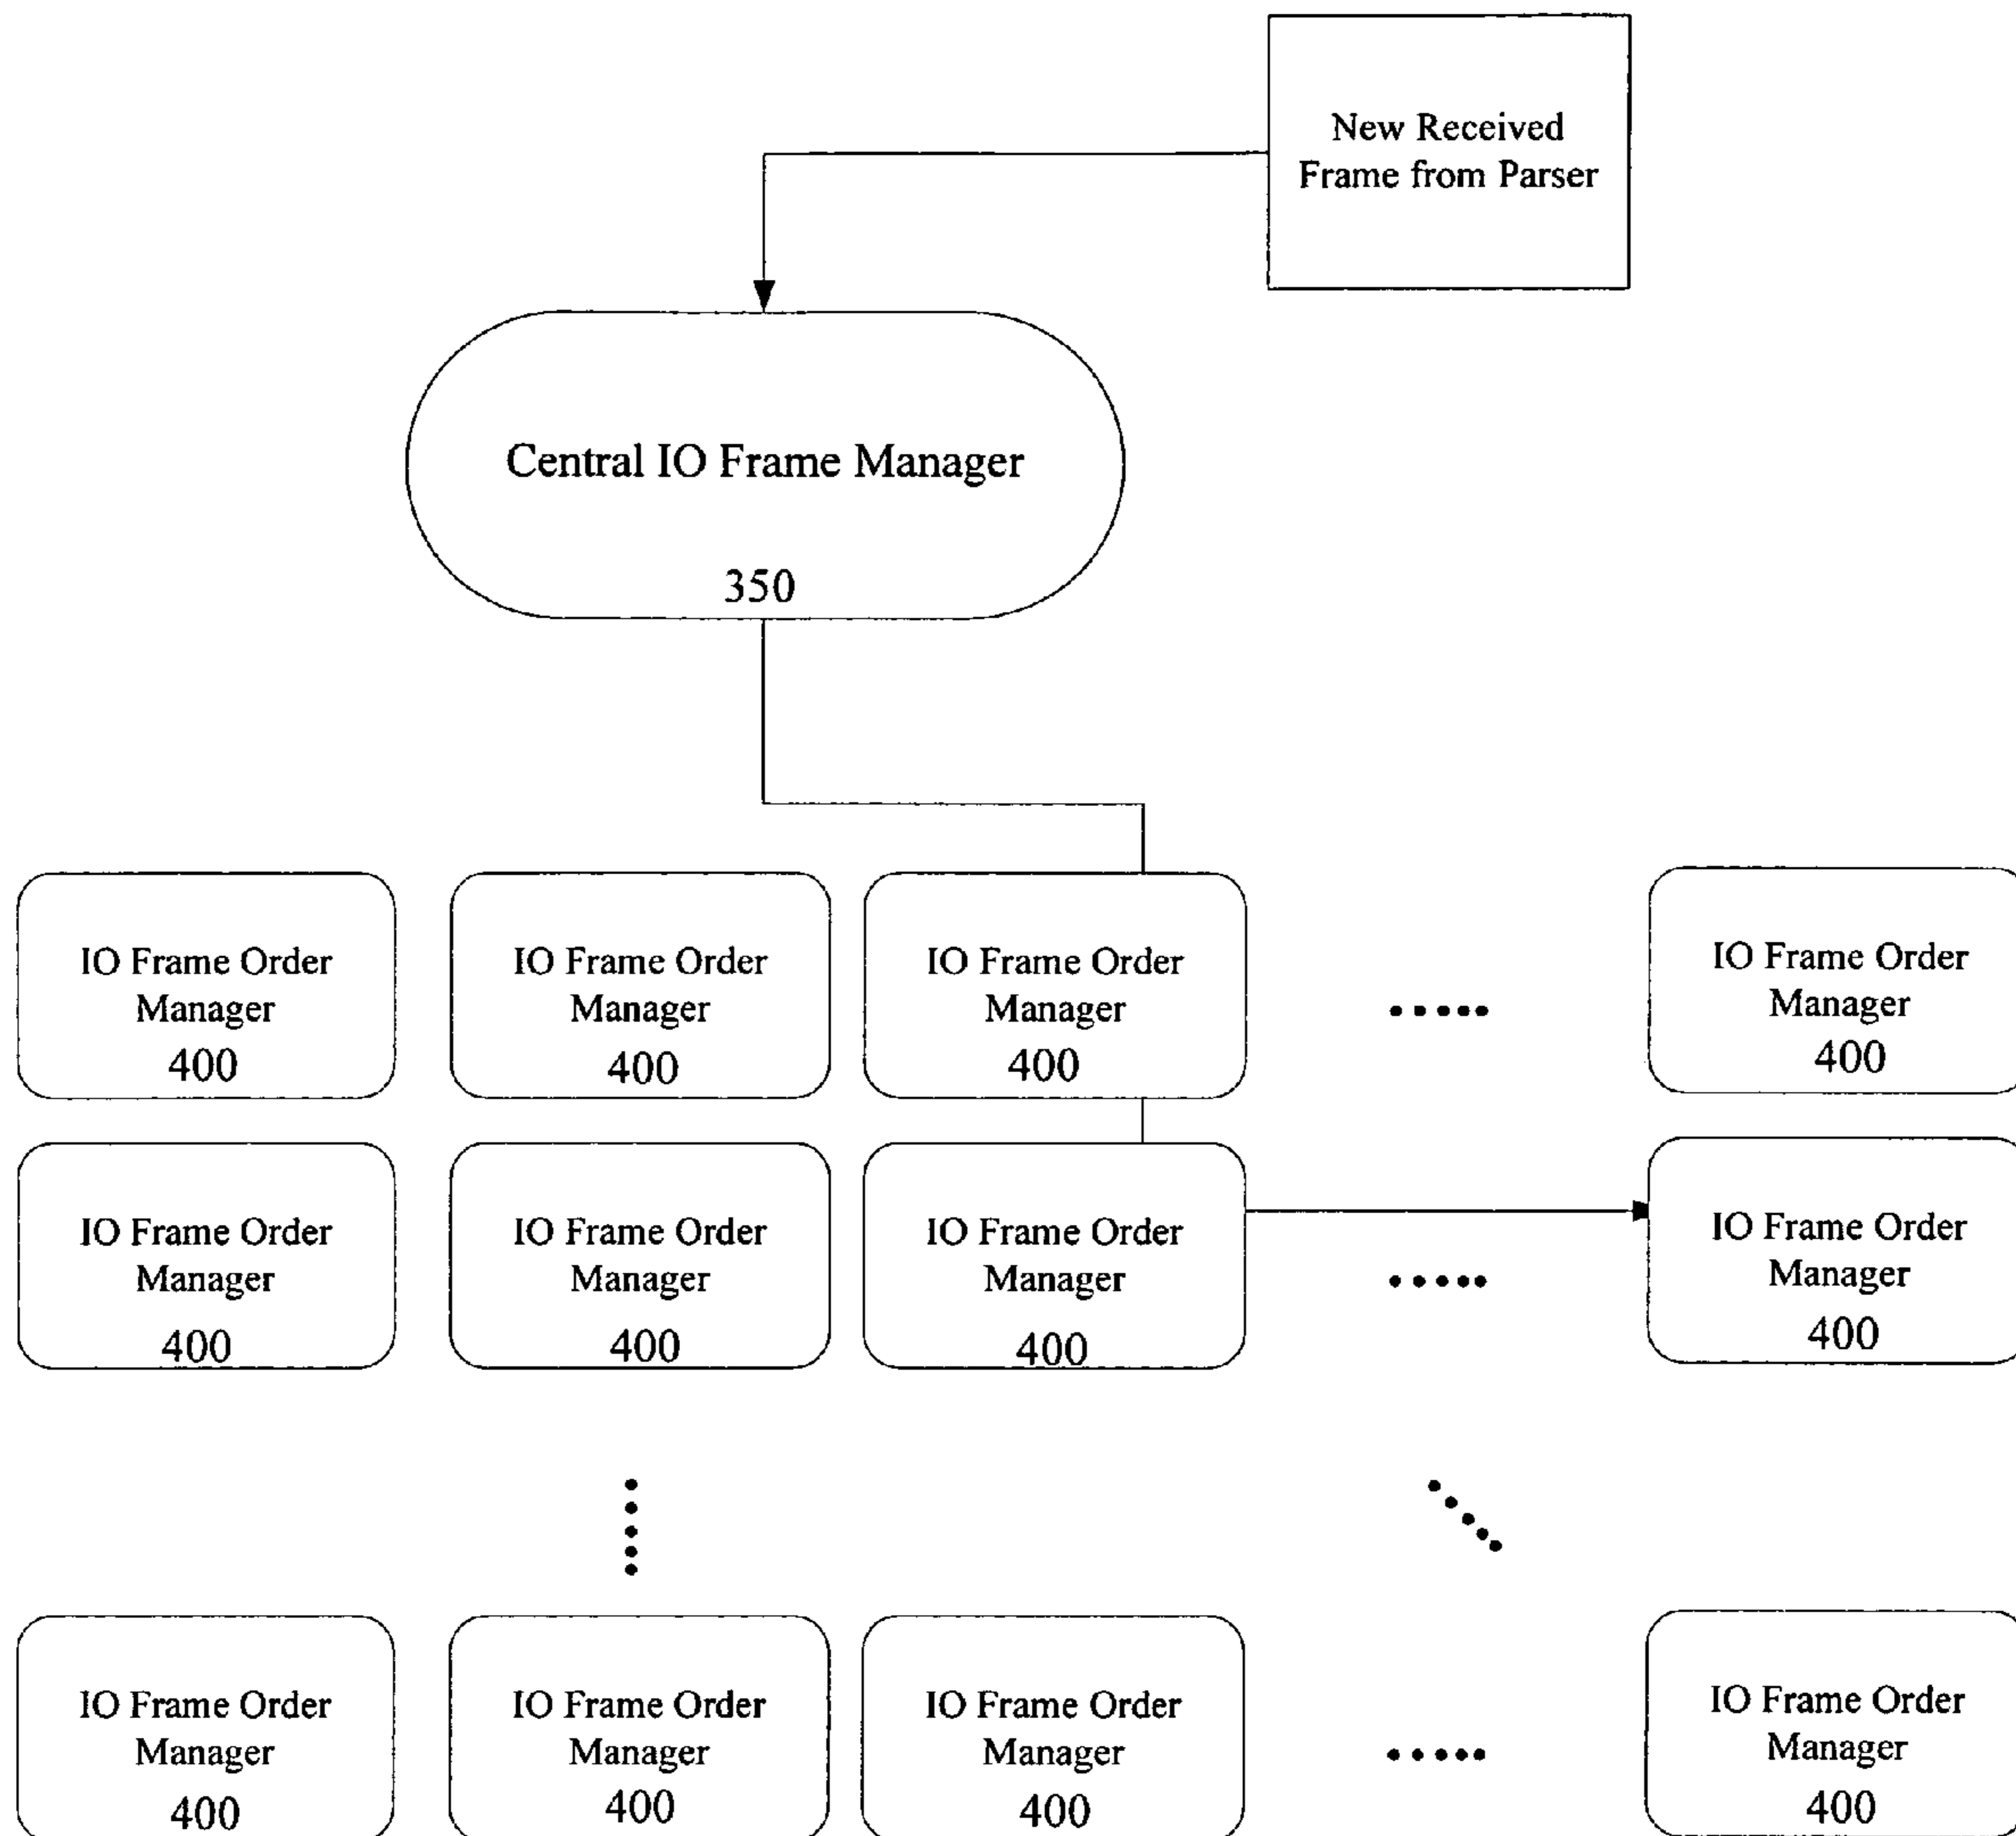 New Received
Frame from Parser
Central IO Frame Manager
350
IO Frame Order
Manager
400
IO Frame Order
Manager
400
IO Frame Order
Manager
400
IO Frame Order
Manager
400
IO Frame Order
Manager
400
IO Frame Order
Manager
400
IO Frame Order
Manager
400
IO Frame Order
Manager
400
IO Frame Order
Manager
400
IO Frame Order
Manager
400
IO Frame Order
Manager
400
IO Frame Order
Manager
400